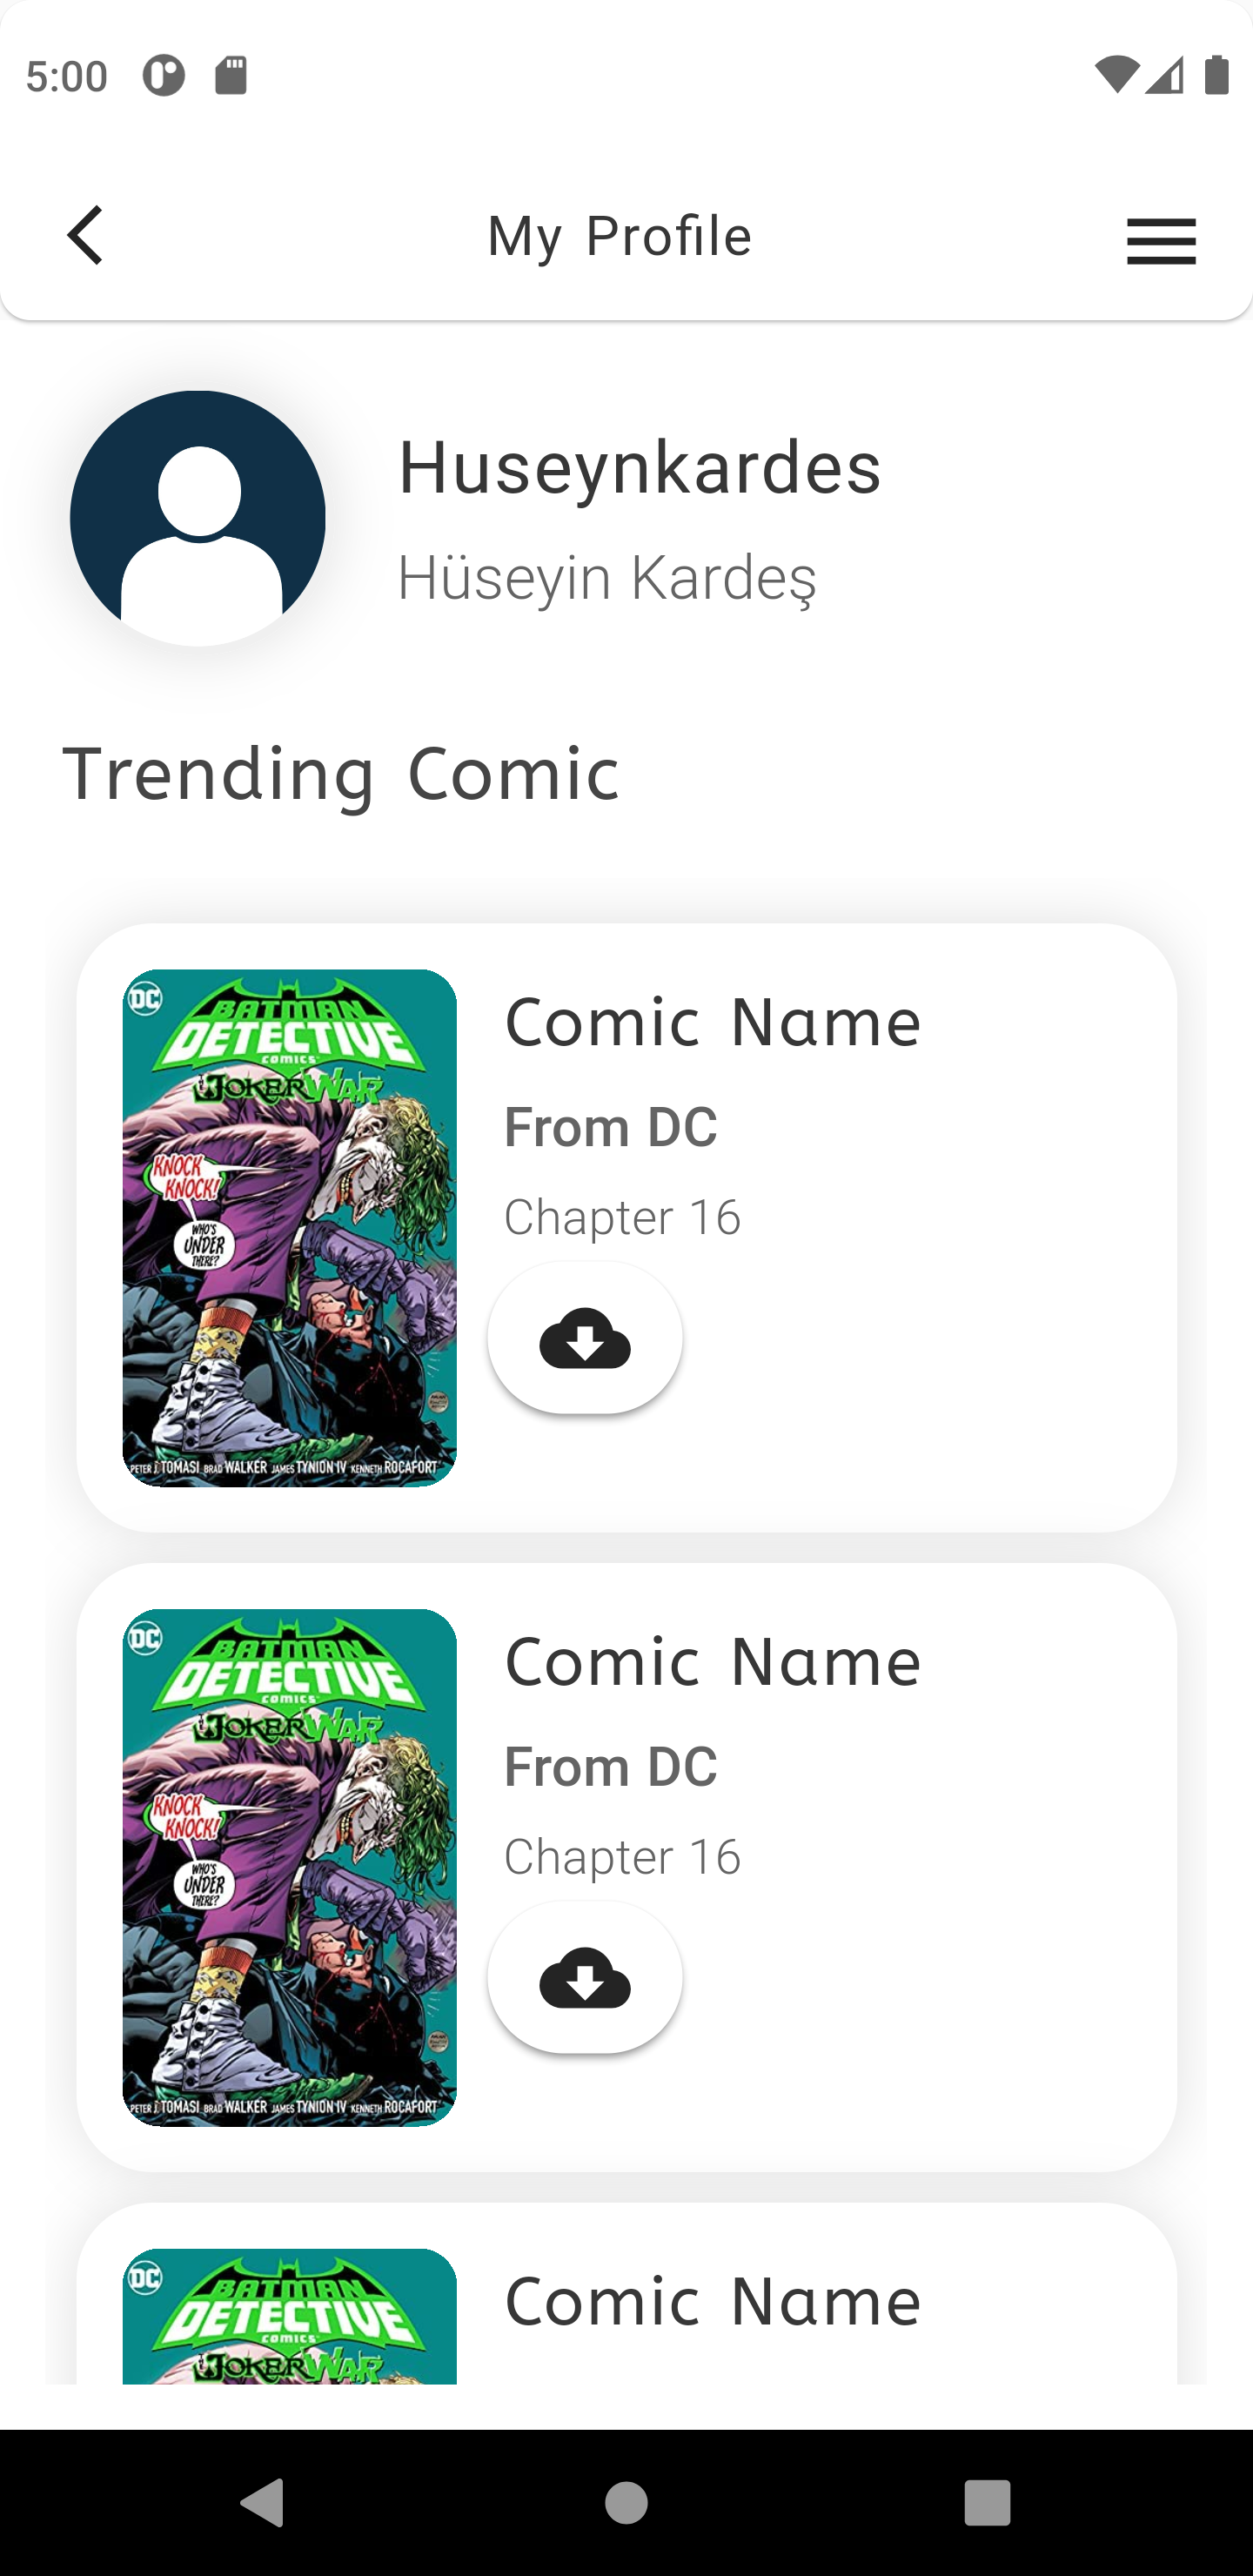 5:00
My Profile
Huseynkardes
Hüseyin Kardeş
Trending Comic
DC
BATMAN
DETECTIVE
COMICS
THE JOKER WAR
KNOCK
KNOCK!
WHO'S
UNDER
THERE?
PETER J. TOMASI BRAD WALKER JAMES TYNION IV KENNETH ROCAFORT
Comic Name
From DC
Chapter 16
DC
BATMAN
DETECTIVE
COMICS
THE JOKER WAR
KNOCK
KNOCK!
WHO'S
UNDER
THERE?
PETER J. TOMASI BRAD WALKER JAMES TYNION IV KENNETH ROCAFORT
Comic Name
From DC
Chapter 16
DC
BATMAN
DETECTIVE
COMICS
THE JOKER WAR
Comic Name